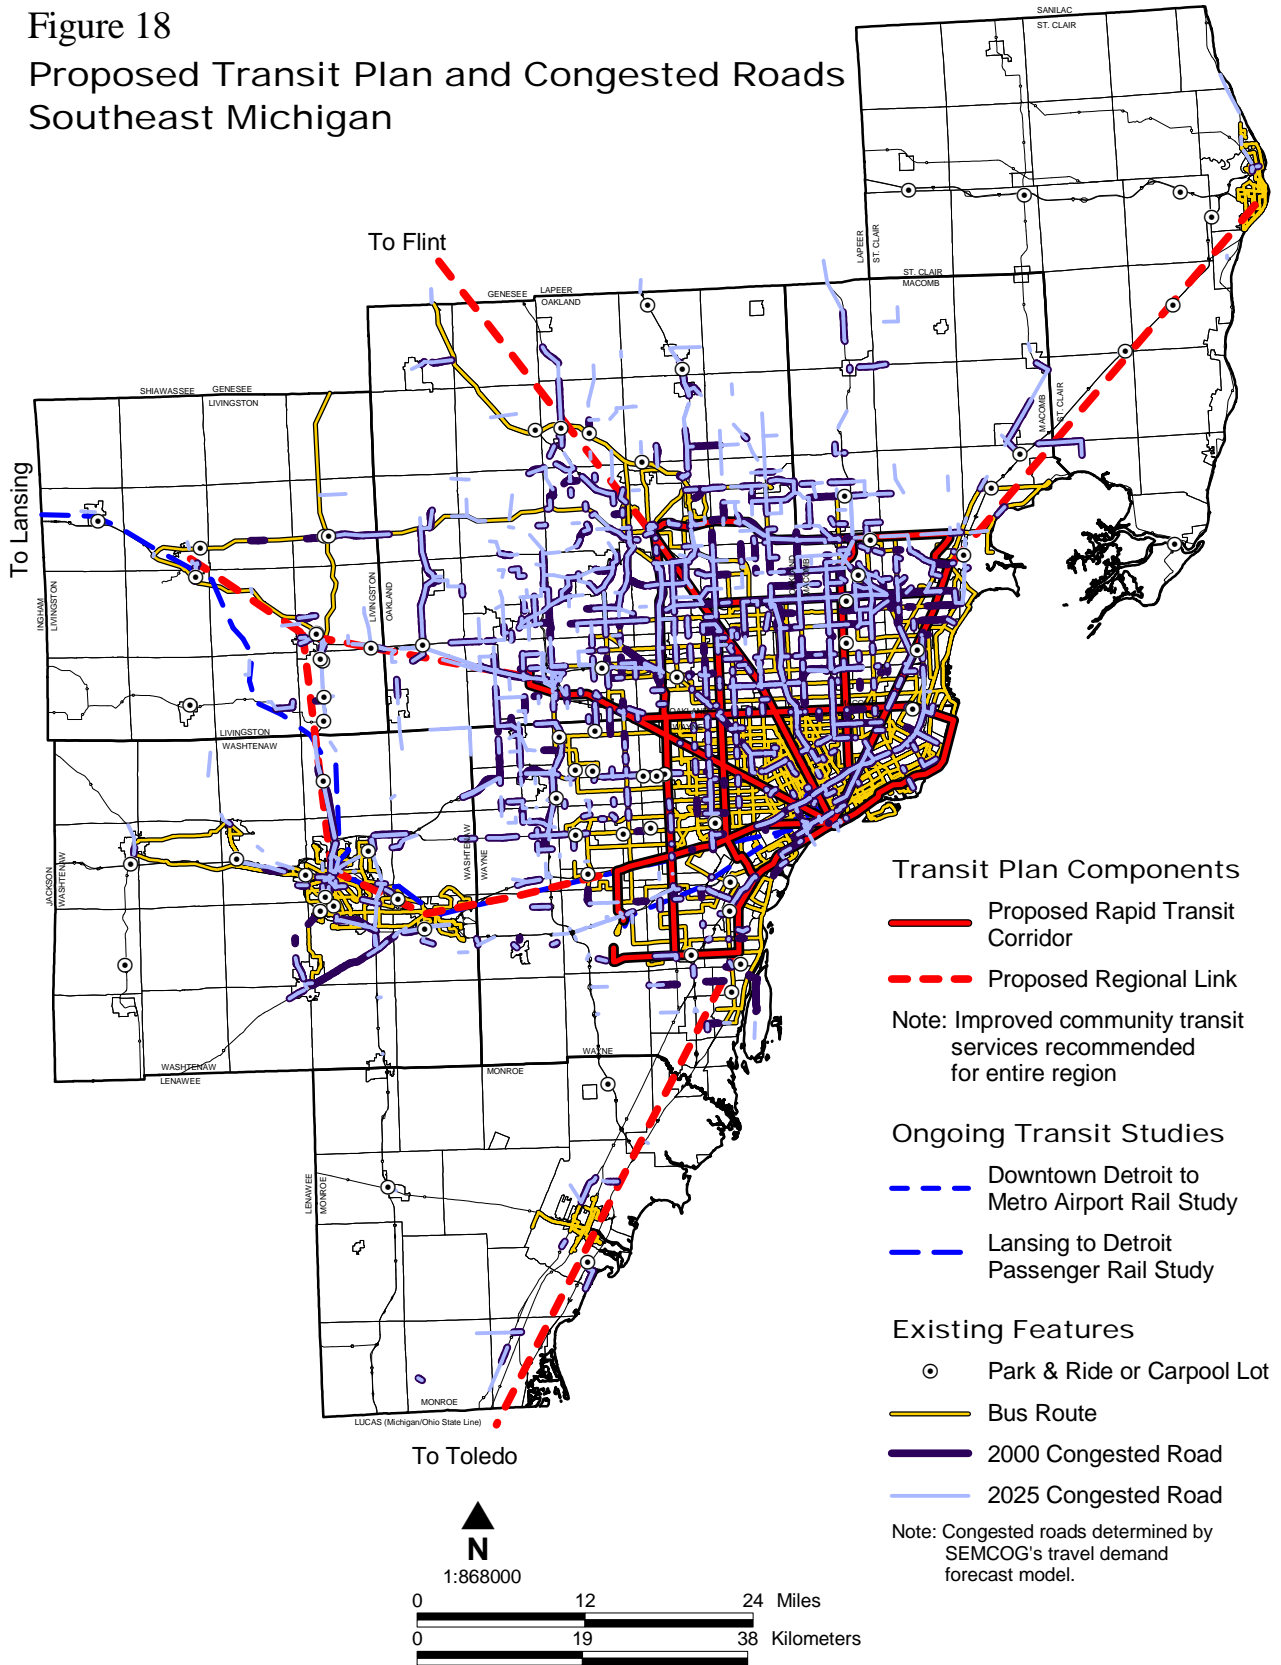 Figure 18
Proposed Transit Plan and Congested Roads
Southeast Michigan
SANILAC
ST. CLAIR
To Flint
LAPEER
ST. CLAIR
ST. CLAIR
MACOMB
GENESEE
LAPEER
OAKLAND
SHIAWASSEE
GENESEE
LIVINGSTON
MACOMB
ST. CLAIR
To Lansing
INGHAM
LIVINGSTON
LIVINGSTON
OAKLAND
OAKLAND
MACOMB
OAKLAND
WAYNE
LIVINGSTON
WASHTENAW
JACKSON
WASHTENAW
WASHTENAW
WAYNE
WASHTENAW
LENAWEE
WAYNE
MONROE
LENAWEE
MONROE
MONROE
LUCAS (Michigan/Ohio State Line)
To Toledo
Transit Plan Components
Proposed Rapid Transit
Corridor
Proposed Regional Link
Note: Improved community transit
services recommended
for entire region
Ongoing Transit Studies
Downtown Detroit to
Metro Airport Rail Study
Lansing to Detroit
Passenger Rail Study
Existing Features
Park & Ride or Carpool Lot
Bus Route
2000 Congested Road
2025 Congested Road
Note: Congested roads determined by
SEMCOG's travel demand
forecast model.
N
1:868000
0 12 24 Miles
0 19 38 Kilometers